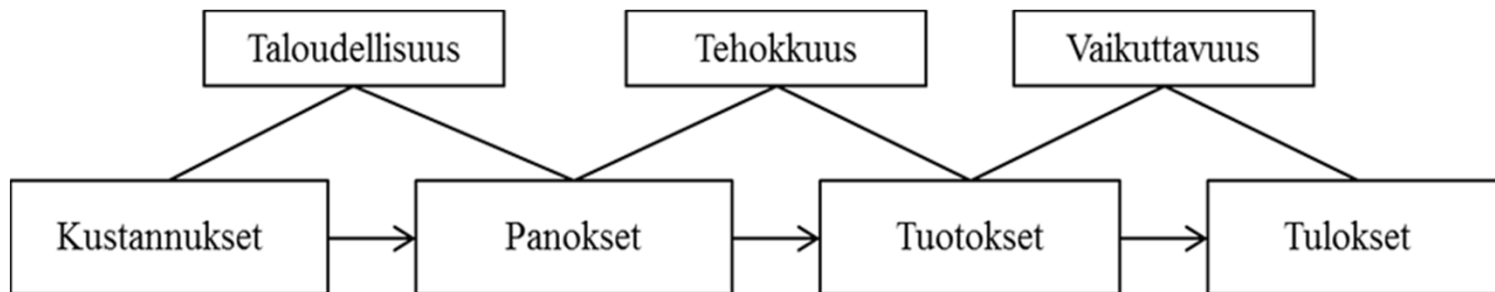 Taloudellisuus
Tehokkuus
Vaikuttavuus
Kustannukset
Panokset
Tuotokset
Tulokset